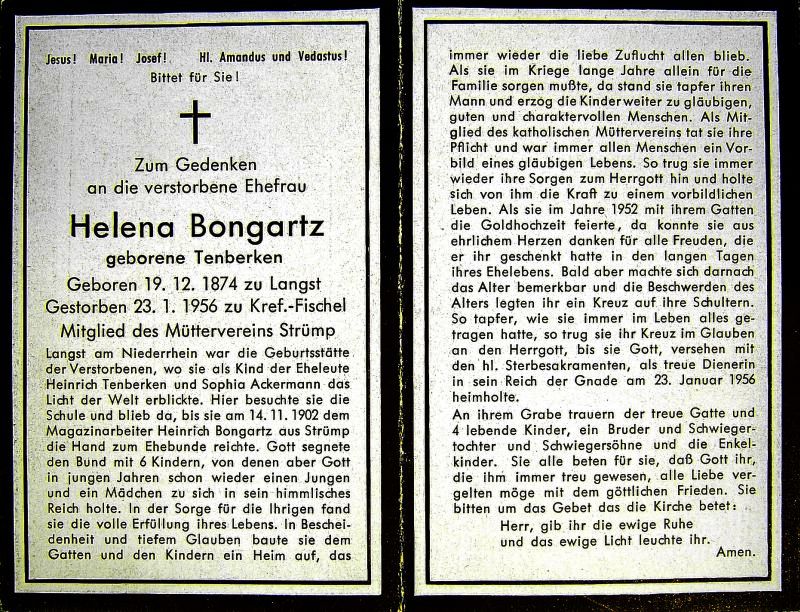 Jesus! Maria! Josef! Hl. Amandus und Vedastus!
Bittet für Sie!
Zum Gedenken
an die verstorbene Ehefrau
Helena Bongartz
geborene Tenberken
Geboren 19. 12. 1874 zu Langst
Gestorben 23. 1. 1956 zu Kref.-Fischel
Mitglied des Müttervereins Strümp
Langst am Niederrhein war die Geburtsstätte
der Verstorbenen, wo sie als Kind der Eheleute
Heinrich Tenberken und Sophia Ackermann das
Licht der Welt erblickte. Hier besuchte sie die
Schule und blieb da, bis sie am 14. 11. 1902 dem
Magazinarbeiter Heinrich Bongartz aus Strümp
die Hand zum Ehebunde reichte. Gott segnete
den Bund mit 6 Kindern, von denen aber Gott
in jungen Jahren schon wieder einen Jungen
und ein Mädchen zu sich in sein himmlisches
Reich holte. In der Sorge für die Ihrigen fand
sie die volle Erfüllung ihres Lebens. In Beschei-
denheit und tiefem Glauben baute sie dem
Gatten und den Kindern ein Heim auf, das
immer wieder die liebe Zuflucht allen blieb.
Als sie im Kriege lange Jahre allein für die
Familie sorgen mußte, da stand sie tapfer ihren
Mann und erzog die Kinder weiter zu gläubigen,
guten und charaktervollen Menschen. Als Mit-
glied des katholischen Müttervereins tat sie ihre
Pflicht und war immer allen Menschen ein Vor-
bild eines gläubigen Lebens. So trug sie immer
wieder ihre Sorgen zum Herrgott hin und holte
sich von ihm die Kraft zu einem vorbildlichen
Leben. Als sie im Jahre 1952 mit ihrem Gatten
die Goldhochzeit feierte, da konnte sie aus
ehrlichem Herzen danken für alle Freuden, die
er ihr geschenkt hatte in den langen Tagen
ihres Ehelebens. Bald aber machte sich darnach
das Alter bemerkbar und die Beschwerden des
Alters legten ihr ein Kreuz auf ihre Schultern.
So tapfer, wie sie immer im Leben alles ge-
tragen hatte, so trug sie ihr Kreuz im Glauben
an den Herrgott, bis sie Gott, versehen mit
den hl. Sterbesakramenten, als treue Dienerin
in sein Reich der Gnade am 23. Januar 1956
heimholte.
An ihrem Grabe trauern der treue Gatte und
4 lebende Kinder, ein Bruder und Schwieger-
tochter und Schwiegersöhne und die Enkel-
kinder. Sie alle beten für sie, daß Gott ihr,
die ihm immer treu gewesen, alle Liebe ver-
gelten möge mit dem göttlichen Frieden. Sie
bitten um das Gebet das die Kirche betet:
Herr, gib ihr die ewige Ruhe
und das ewige Licht leuchte ihr.
Amen.